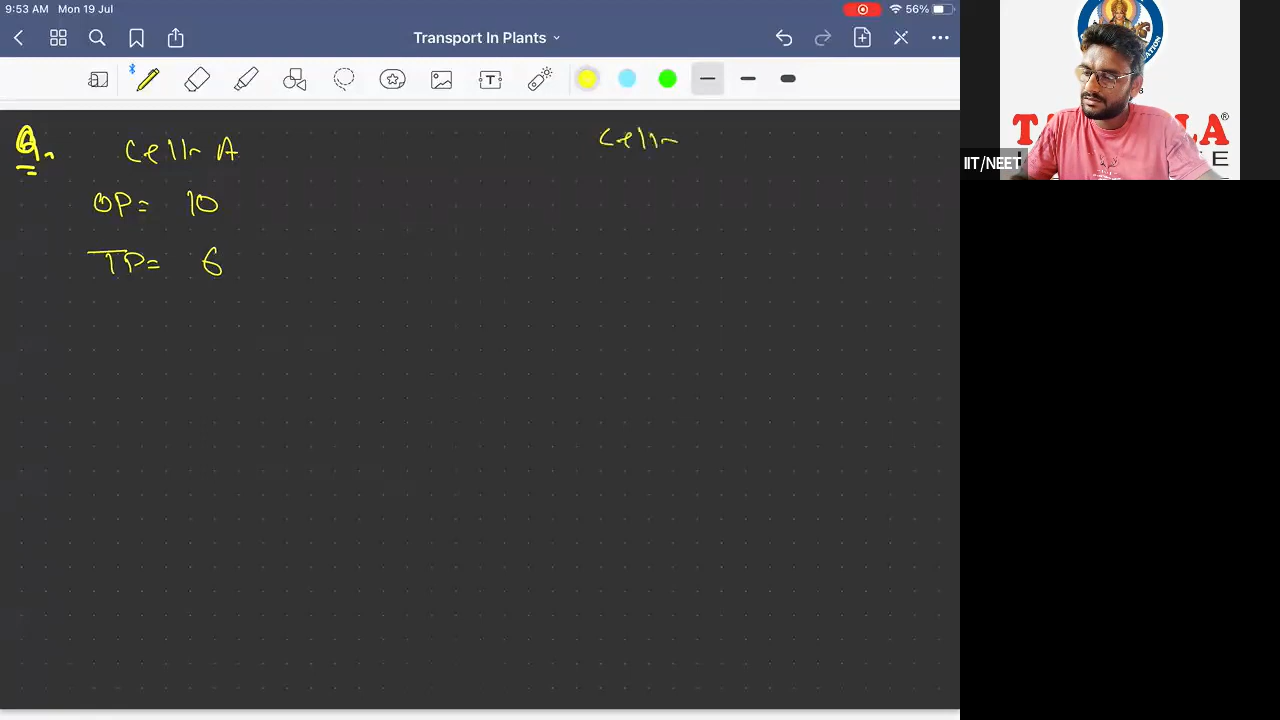 9:53 AM Mon 19 Jul
56%
Transport In Plants
T
Q.
Cell A
Cell
OP= 10
TP= 6
IIT/NEET